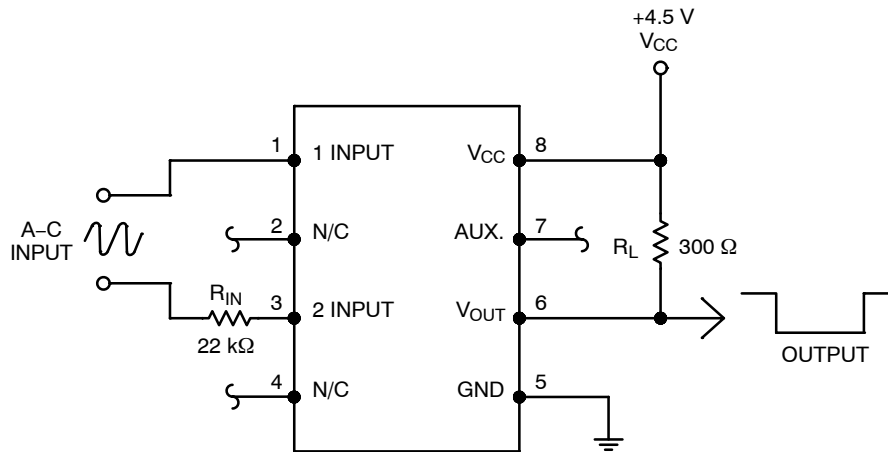 +4.5 V
VCC
1
1 INPUT
VCC
8
A–C
INPUT
2
N/C
AUX.
7
RL
300 Ω
RIN
22 kΩ
3
2 INPUT
VOUT
6
OUTPUT
4
N/C
GND
5